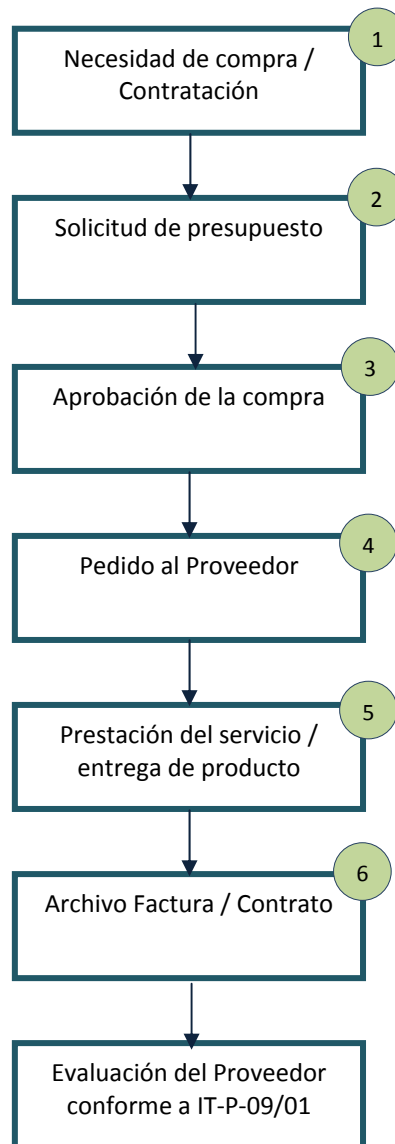 1
Necesidad de compra /
Contratación
2
Solicitud de presupuesto
3
Aprobación de la compra
4
Pedido al Proveedor
5
Prestación del servicio /
entrega de producto
6
Archivo Factura / Contrato
Evaluación del Proveedor
conforme a IT-P-09/01